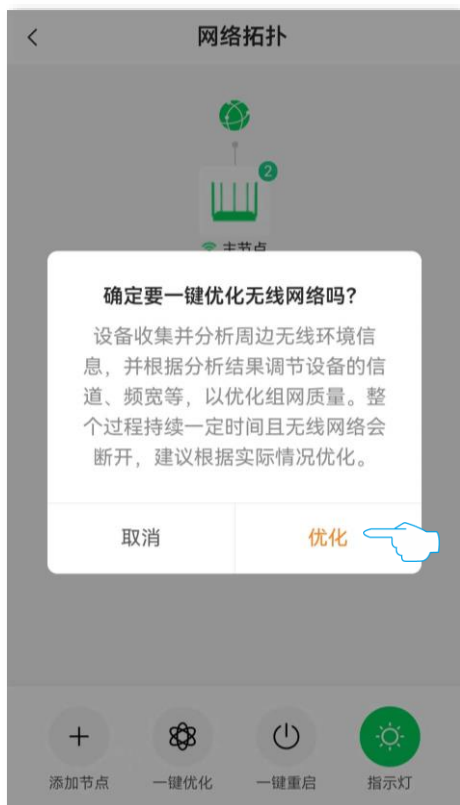 网络拓扑
2
主节点
确定要一键优化无线网络吗?
设备收集并分析周边无线环境信
息，并根据分析结果调节设备的信
道、频宽等，以优化组网质量。整
个过程持续一定时间且无线网络会
断开，建议根据实际情况优化。
取消 优化
添加节点 一键优化 一键重启 指示灯